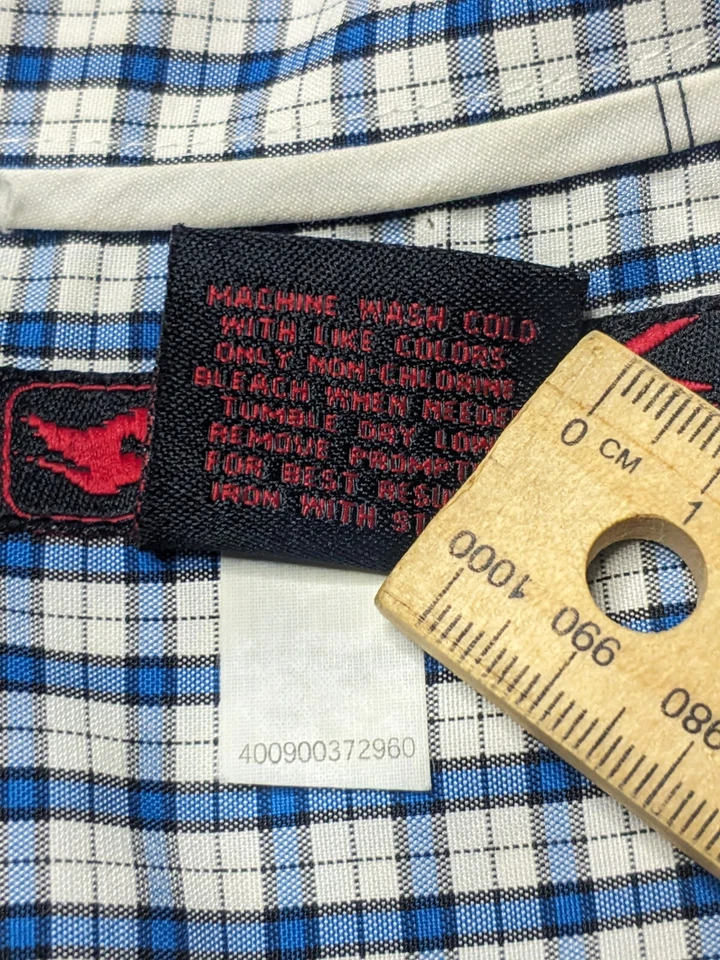 MACHINE WASH COLD
WITH LIKE COLORS
ONLY NON-CHLORINE
BLEACH WHEN
TUMBLE DRY LOW
REMOVE
FOR BEST
IRON WITH
0 CM
1
1000
990
980
400900372960